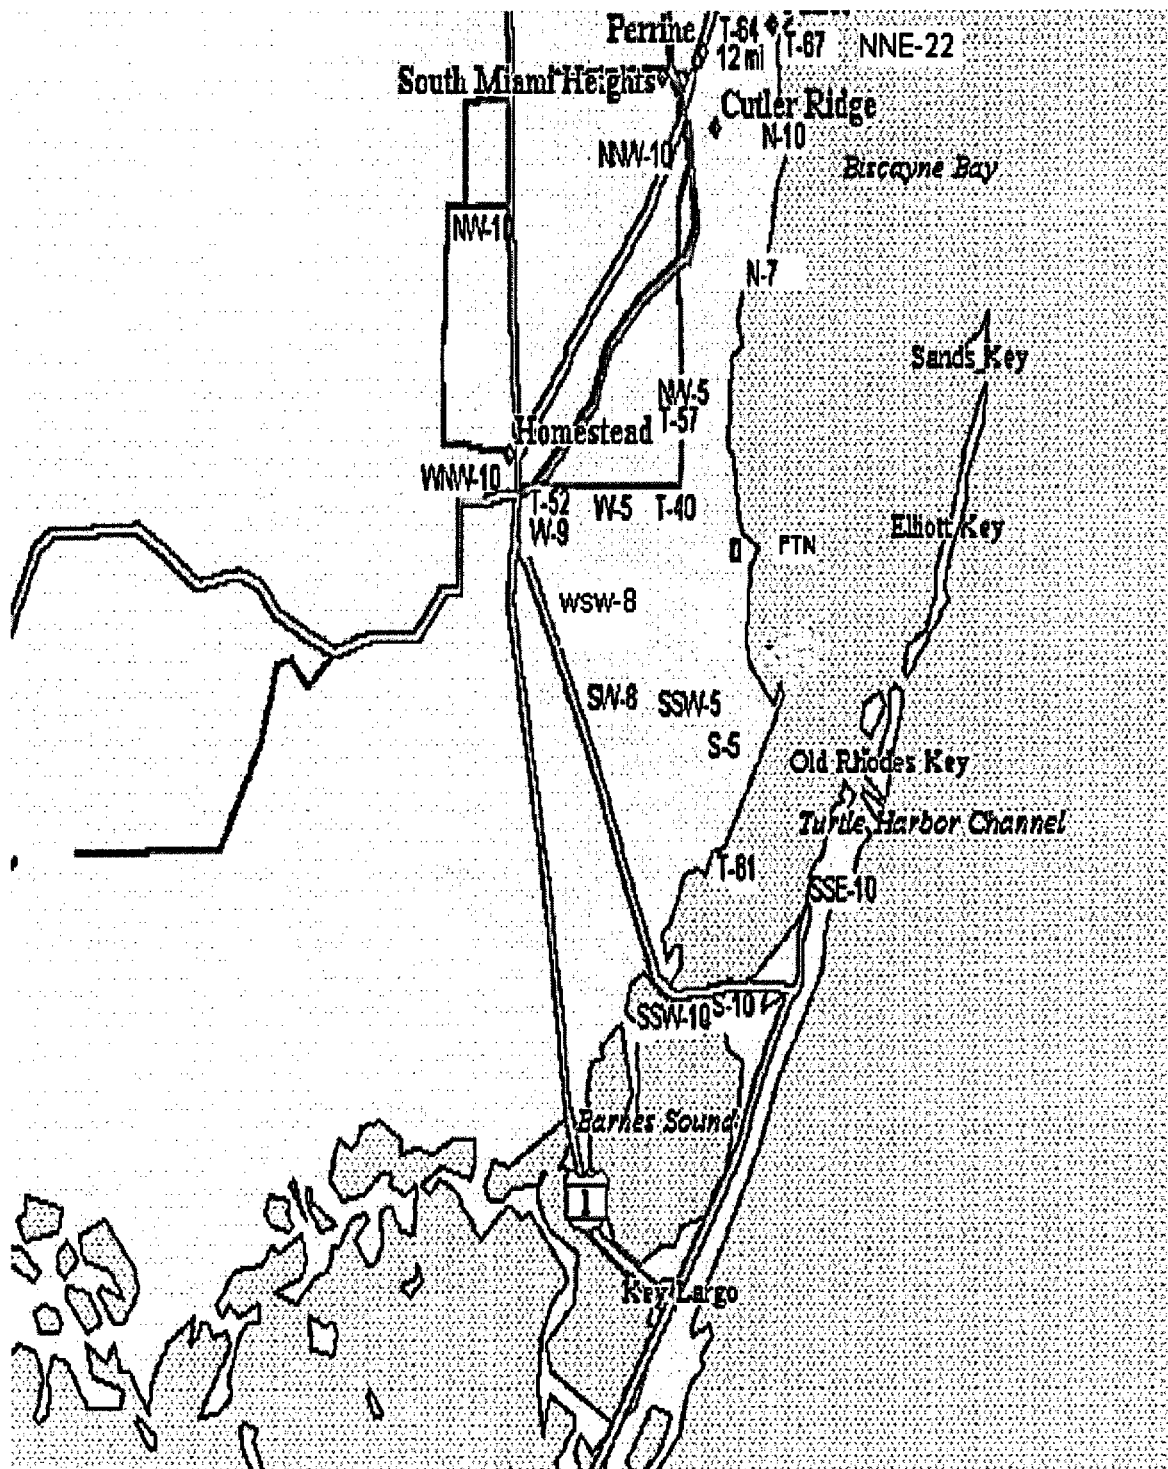 Perrine
T-64
12 mi
T-67
NNE-22
South Miami Heights
Cutler Ridge
N-10
NNW-10
Biscayne Bay
NW-10
N-7
Sands Key
NW-5
T-57
Homestead
WNW-10
T-52
W-9
W-5
T-40
Elliott Key
PTN
WSW-8
SW-8
SSW-5
S-5
Old Rhodes Key
Turtle Harbor Channel
T-81
SSE-10
SSW-10
S-10
Barnes Sound
1
Key Largo